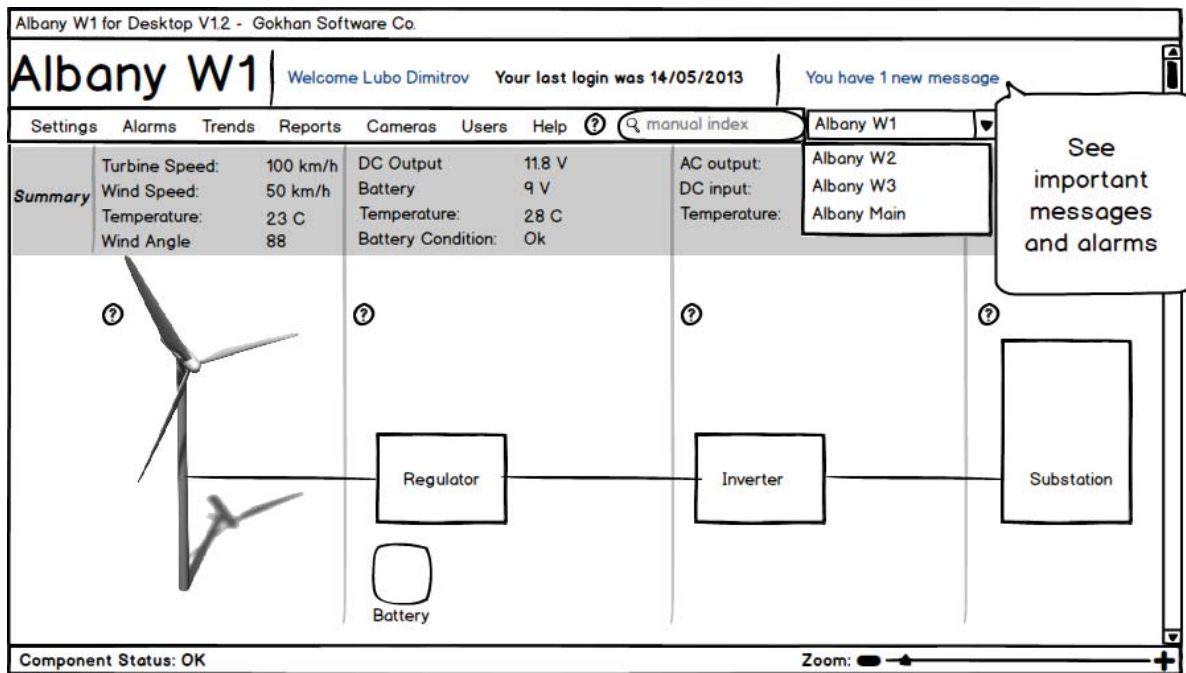 Albany W1 for Desktop V1.2 - Gokhan Software Co.
Albany W1
Welcome Lubo Dimitrov
Your last login was 14/05/2013
You have 1 new message
Settings Alarms Trends Reports Cameras Users Help ? manual index
Albany W1
Albany W2
Albany W3
Albany Main
See
important
messages
and alarms
Summary
Turbine Speed: 100 km/h
Wind Speed: 50 km/h
Temperature: 23 C
Wind Angle 88
DC Output 11.8 V
Battery 9 V
Temperature: 28 C
Battery Condition: Ok
AC output:
DC input:
Temperature:
? ? ? ?
Regulator
Inverter
Substation
Battery
Component Status: OK
Zoom: